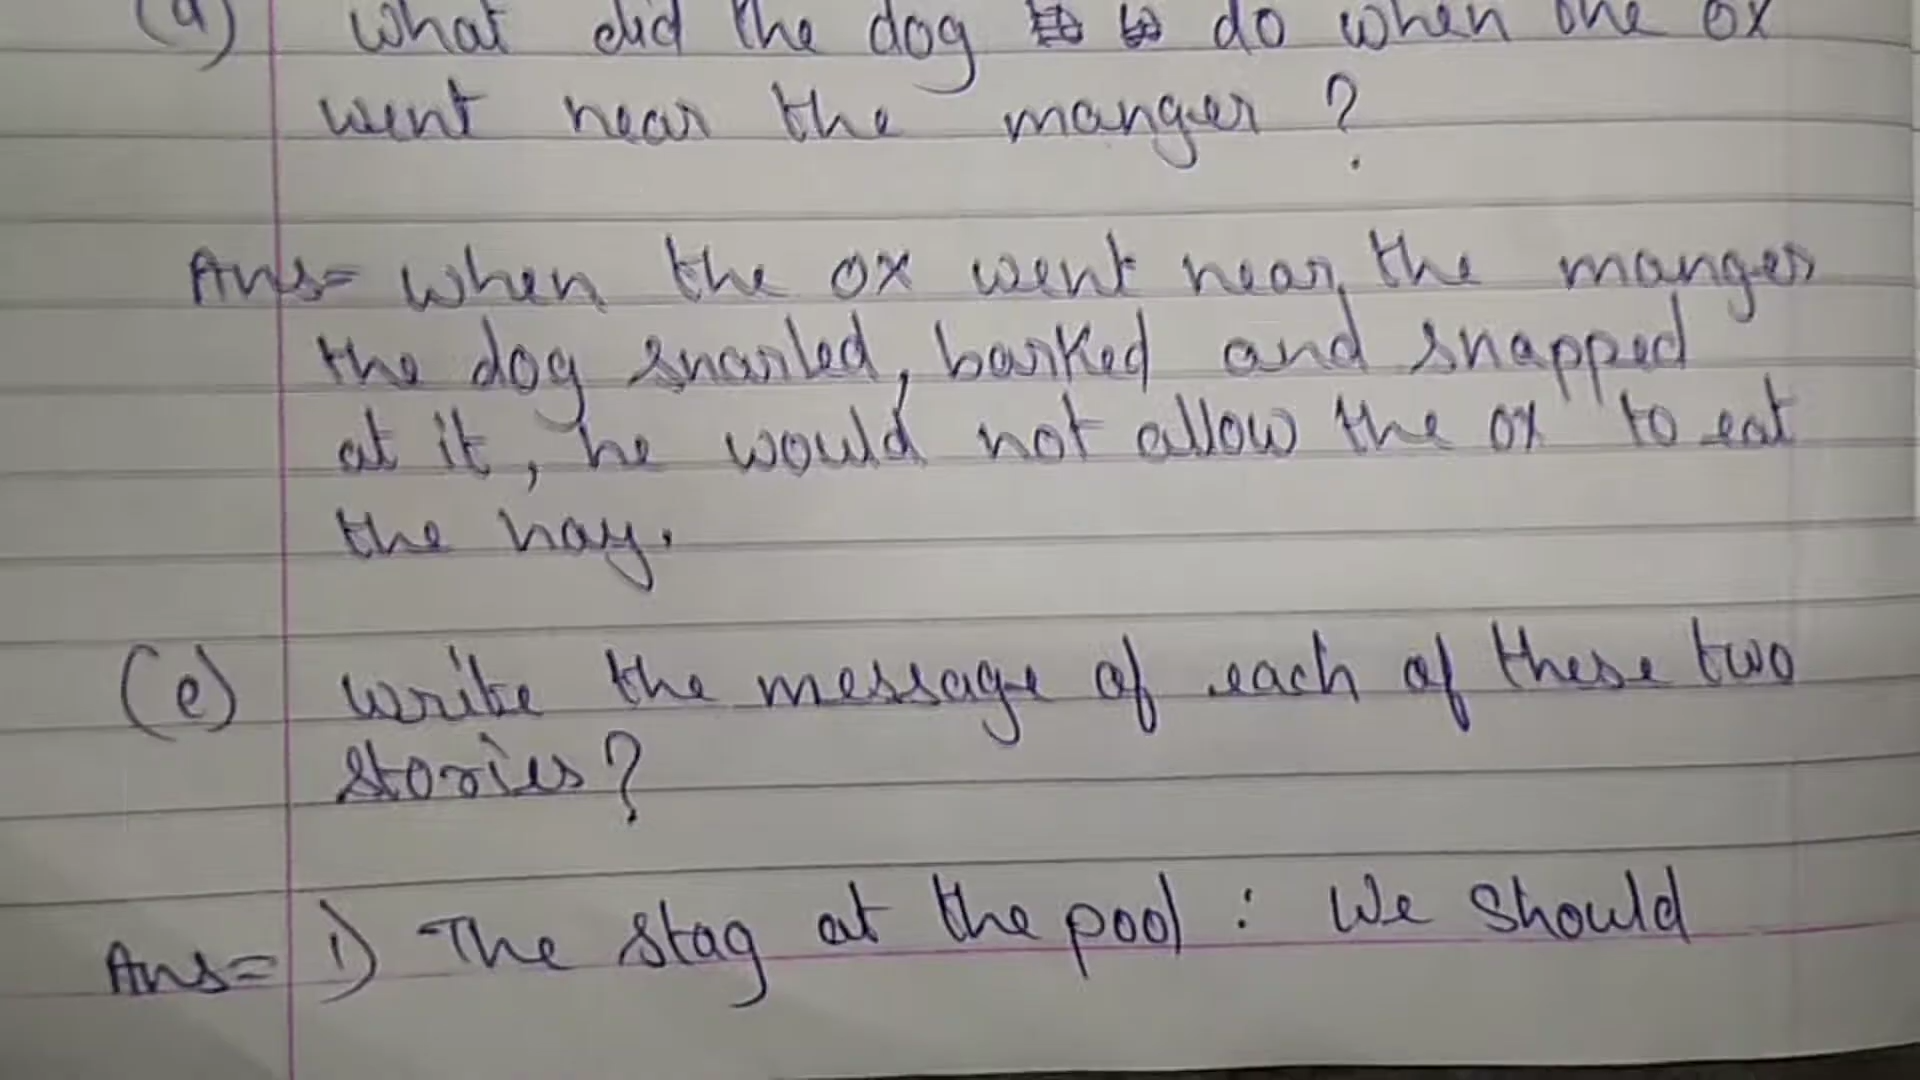 (d) What did the dog do when the ox
went near the manger ?
Ans= When the ox went near, the manger
the dog snarled, barked and snapped
at it, he would not allow the ox to eat
the hay.
(e) Write the message of each of these two
stories?
Ans= 1) The stag at the pool : We should